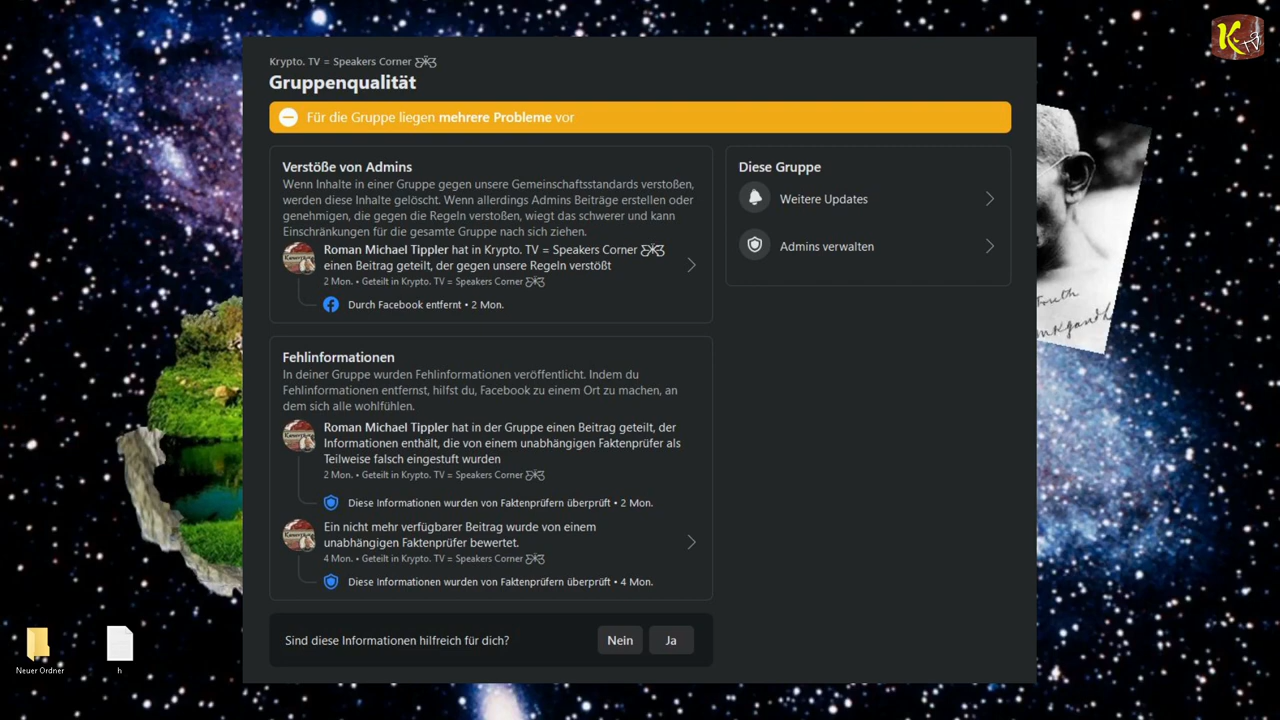 Krypto. TV = Speakers Corner
Gruppenqualität
Für die Gruppe liegen mehrere Probleme vor
Verstöße von Admins
Wenn Inhalte in einer Gruppe gegen unsere Gemeinschaftsstandards verstoßen,
werden diese Inhalte gelöscht. Wenn allerdings Admins Beiträge erstellen oder
genehmigen, die gegen die Regeln verstoßen, wiegt das schwerer und kann
Einschränkungen für die gesamte Gruppe nach sich ziehen.
Roman Michael Tippler hat in Krypto. TV = Speakers Corner
einen Beitrag geteilt, der gegen unsere Regeln verstößt
2 Mon. • Geteilt in Krypto. TV = Speakers Corner
Durch Facebook entfernt • 2 Mon.
Fehlinformationen
In deiner Gruppe wurden Fehlinformationen veröffentlicht. Indem du
Fehlinformationen entfernst, hilfst du, Facebook zu einem Ort zu machen, an
dem sich alle wohlfühlen.
Roman Michael Tippler hat in der Gruppe einen Beitrag geteilt, der
Informationen enthält, die von einem unabhängigen Faktenprüfer als
Teilweise falsch eingestuft wurden
2 Mon. • Geteilt in Krypto. TV = Speakers Corner
Diese Informationen wurden von Faktenprüfern überprüft • 2 Mon.
Ein nicht mehr verfügbarer Beitrag wurde von einem
unabhängigen Faktenprüfer bewertet.
4 Mon. • Geteilt in Krypto. TV = Speakers Corner
Diese Informationen wurden von Faktenprüfern überprüft • 4 Mon.
Sind diese Informationen hilfreich für dich?
Nein
Ja
Diese Gruppe
Weitere Updates
Admins verwalten
K. TV
Truth
mkgandhi
Neuer Ordner
h